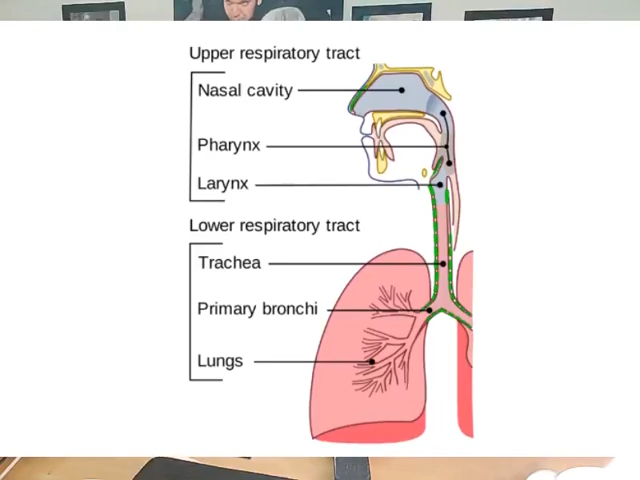 Upper respiratory tract
Nasal cavity
Pharynx
Larynx
Lower respiratory tract
Trachea
Primary bronchi
Lungs